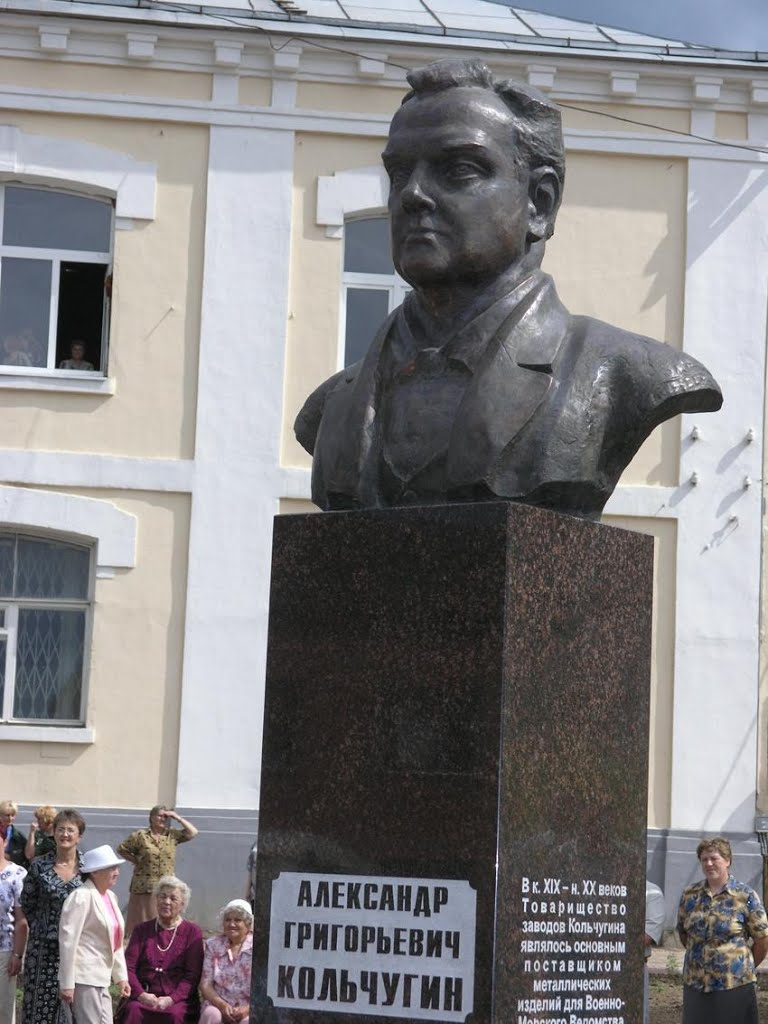 АЛЕКСАНДР
ГРИГОРЬЕВИЧ
КОЛЬЧУГИН
В к. XIX – н. XX веков
Товарищество
заводов Кольчугина
являлось основным
поставщиком
металлических
изделий для Военно-
Морского Ведомства